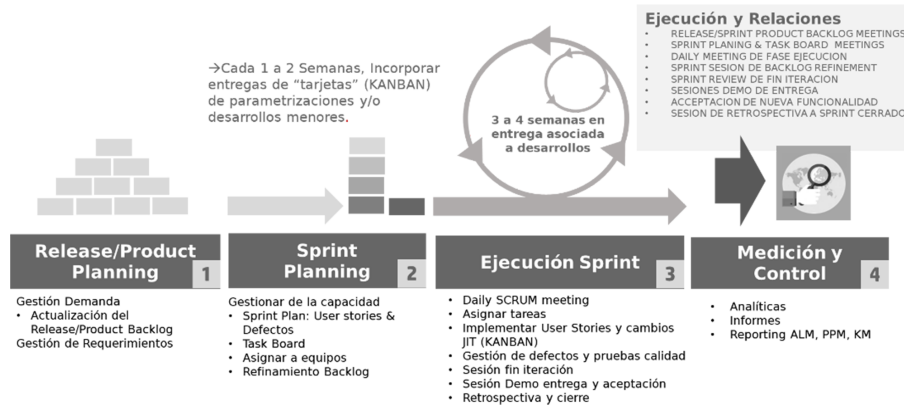 Ejecución y Relaciones
• RELEASE/SPRINT PRODUCT BACKLOG MEETINGS
• SPRINT PLANING & TASK BOARD MEETINGS
• DAILY MEETING DE FASE EJECUCION
• SPRINT SESION DE BACKLOG REFINEMENT
• SPRINT REVIEW DE FIN ITERACION
• SESIONES DEMO DE ENTREGA
• ACCEPTACION DE NUEVA FUNCIONALIDAD
• SESION DE RETROSPECTIVA A SPRINT CERRADO
→Cada 1 a 2 Semanas, Incorporar
entregas de “tarjetas” (KANBAN)
de parametrizaciones y/o
desarrollos menores.
3 a 4 semanas en
entrega asociada
a desarrollos
Release/Product
Planning
1
Gestión Demanda
• Actualización del
Release/Product Backlog
Gestión de Requerimientos
Sprint
Planning
2
Gestionar de la capacidad
• Sprint Plan: User stories &
Defectos
• Task Board
• Asignar a equipos
• Refinamiento Backlog
Ejecución Sprint
3
• Daily SCRUM meeting
• Asignar tareas
• Implementar User Stories y cambios
JIT (KANBAN)
• Gestión de defectos y pruebas calidad
• Sesión fin iteración
• Sesión Demo entrega y aceptación
• Retrospectiva y cierre
Medición y
Control
4
• Analíticas
• Informes
• Reporting ALM, PPM, KM